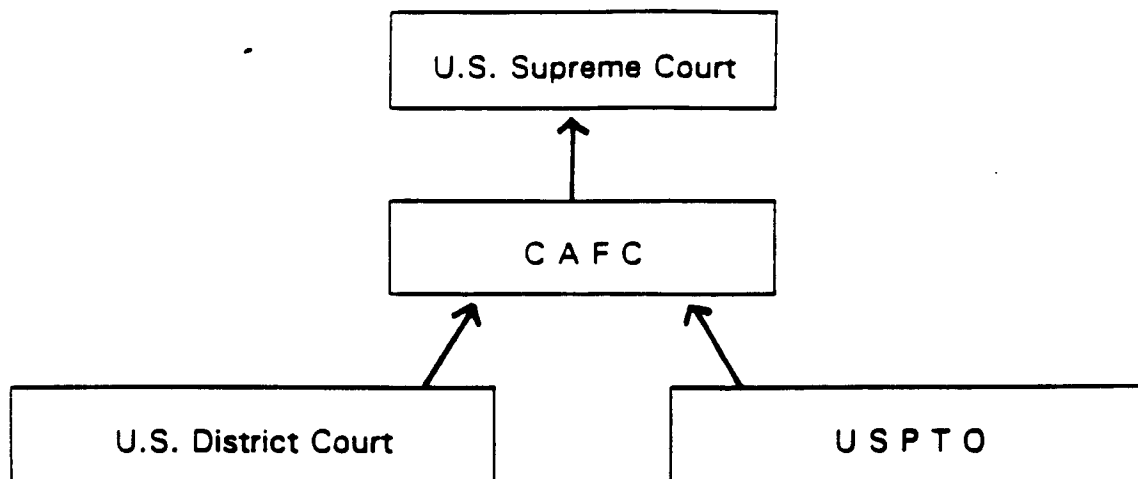 U.S. Supreme Court
C A F C
U.S. District Court
U S P T O